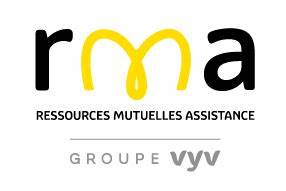 rma
RESSOURCES MUTUELLES ASSISTANCE
GROUPE vyv